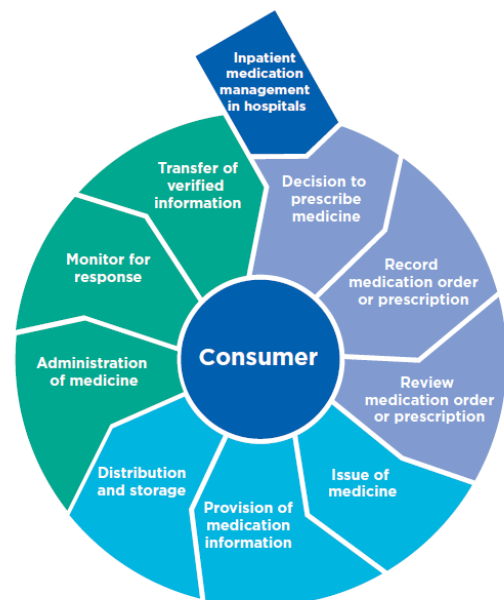 Inpatient
medication
management
in hospitals
Decision to
prescribe
medicine
Record
medication order
or prescription
Review
medication order
or prescription
Issue of
medicine
Provision of
medication
information
Distribution
and storage
Administration
of medicine
Monitor for
response
Transfer of
verified
information
Consumer